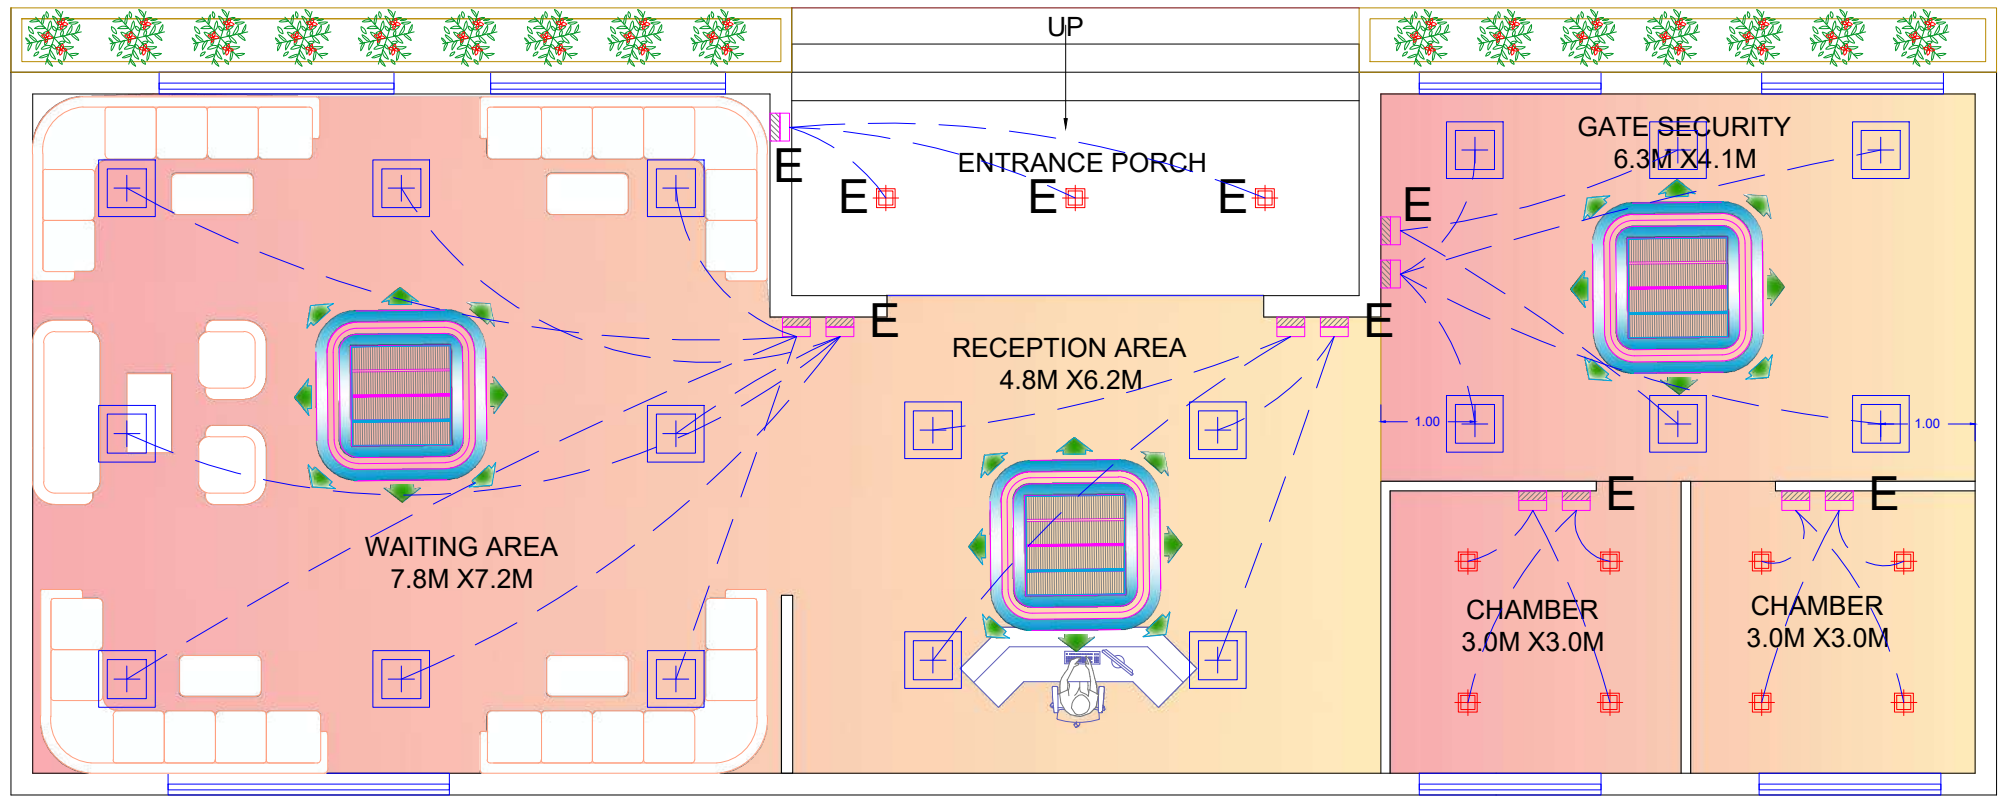 UP
ENTRANCE PORCH
E
E
E
E
GATE SECURITY
6.3M X4.1M
E
E
E
RECEPTION AREA
4.8M X6.2M
1.00
1.00
WAITING AREA
7.8M X7.2M
E
E
CHAMBER
3.0M X3.0M
CHAMBER
3.0M X3.0M